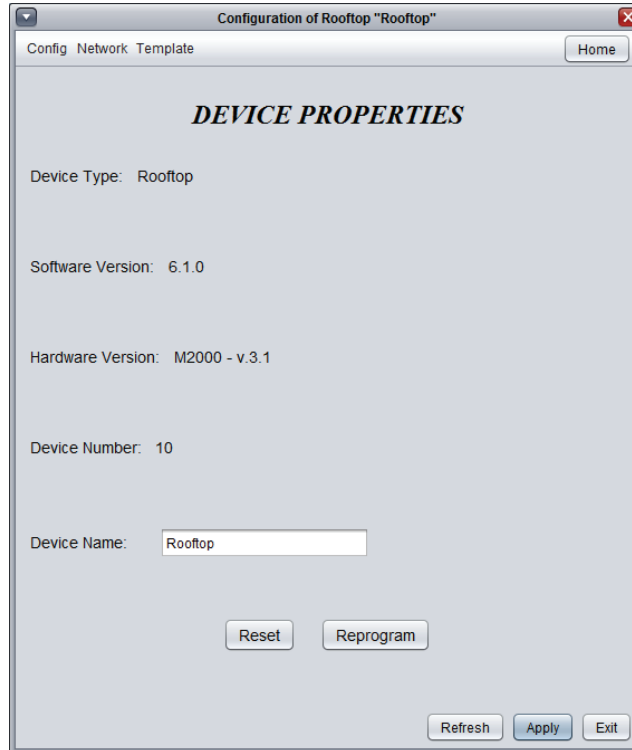 Configuration of Rooftop "Rooftop"
Config Network Template Home
DEVICE PROPERTIES
Device Type: Rooftop
Software Version: 6.1.0
Hardware Version: M2000 - v.3.1
Device Number: 10
Device Name: Rooftop
Reset Reprogram
Refresh Apply Exit